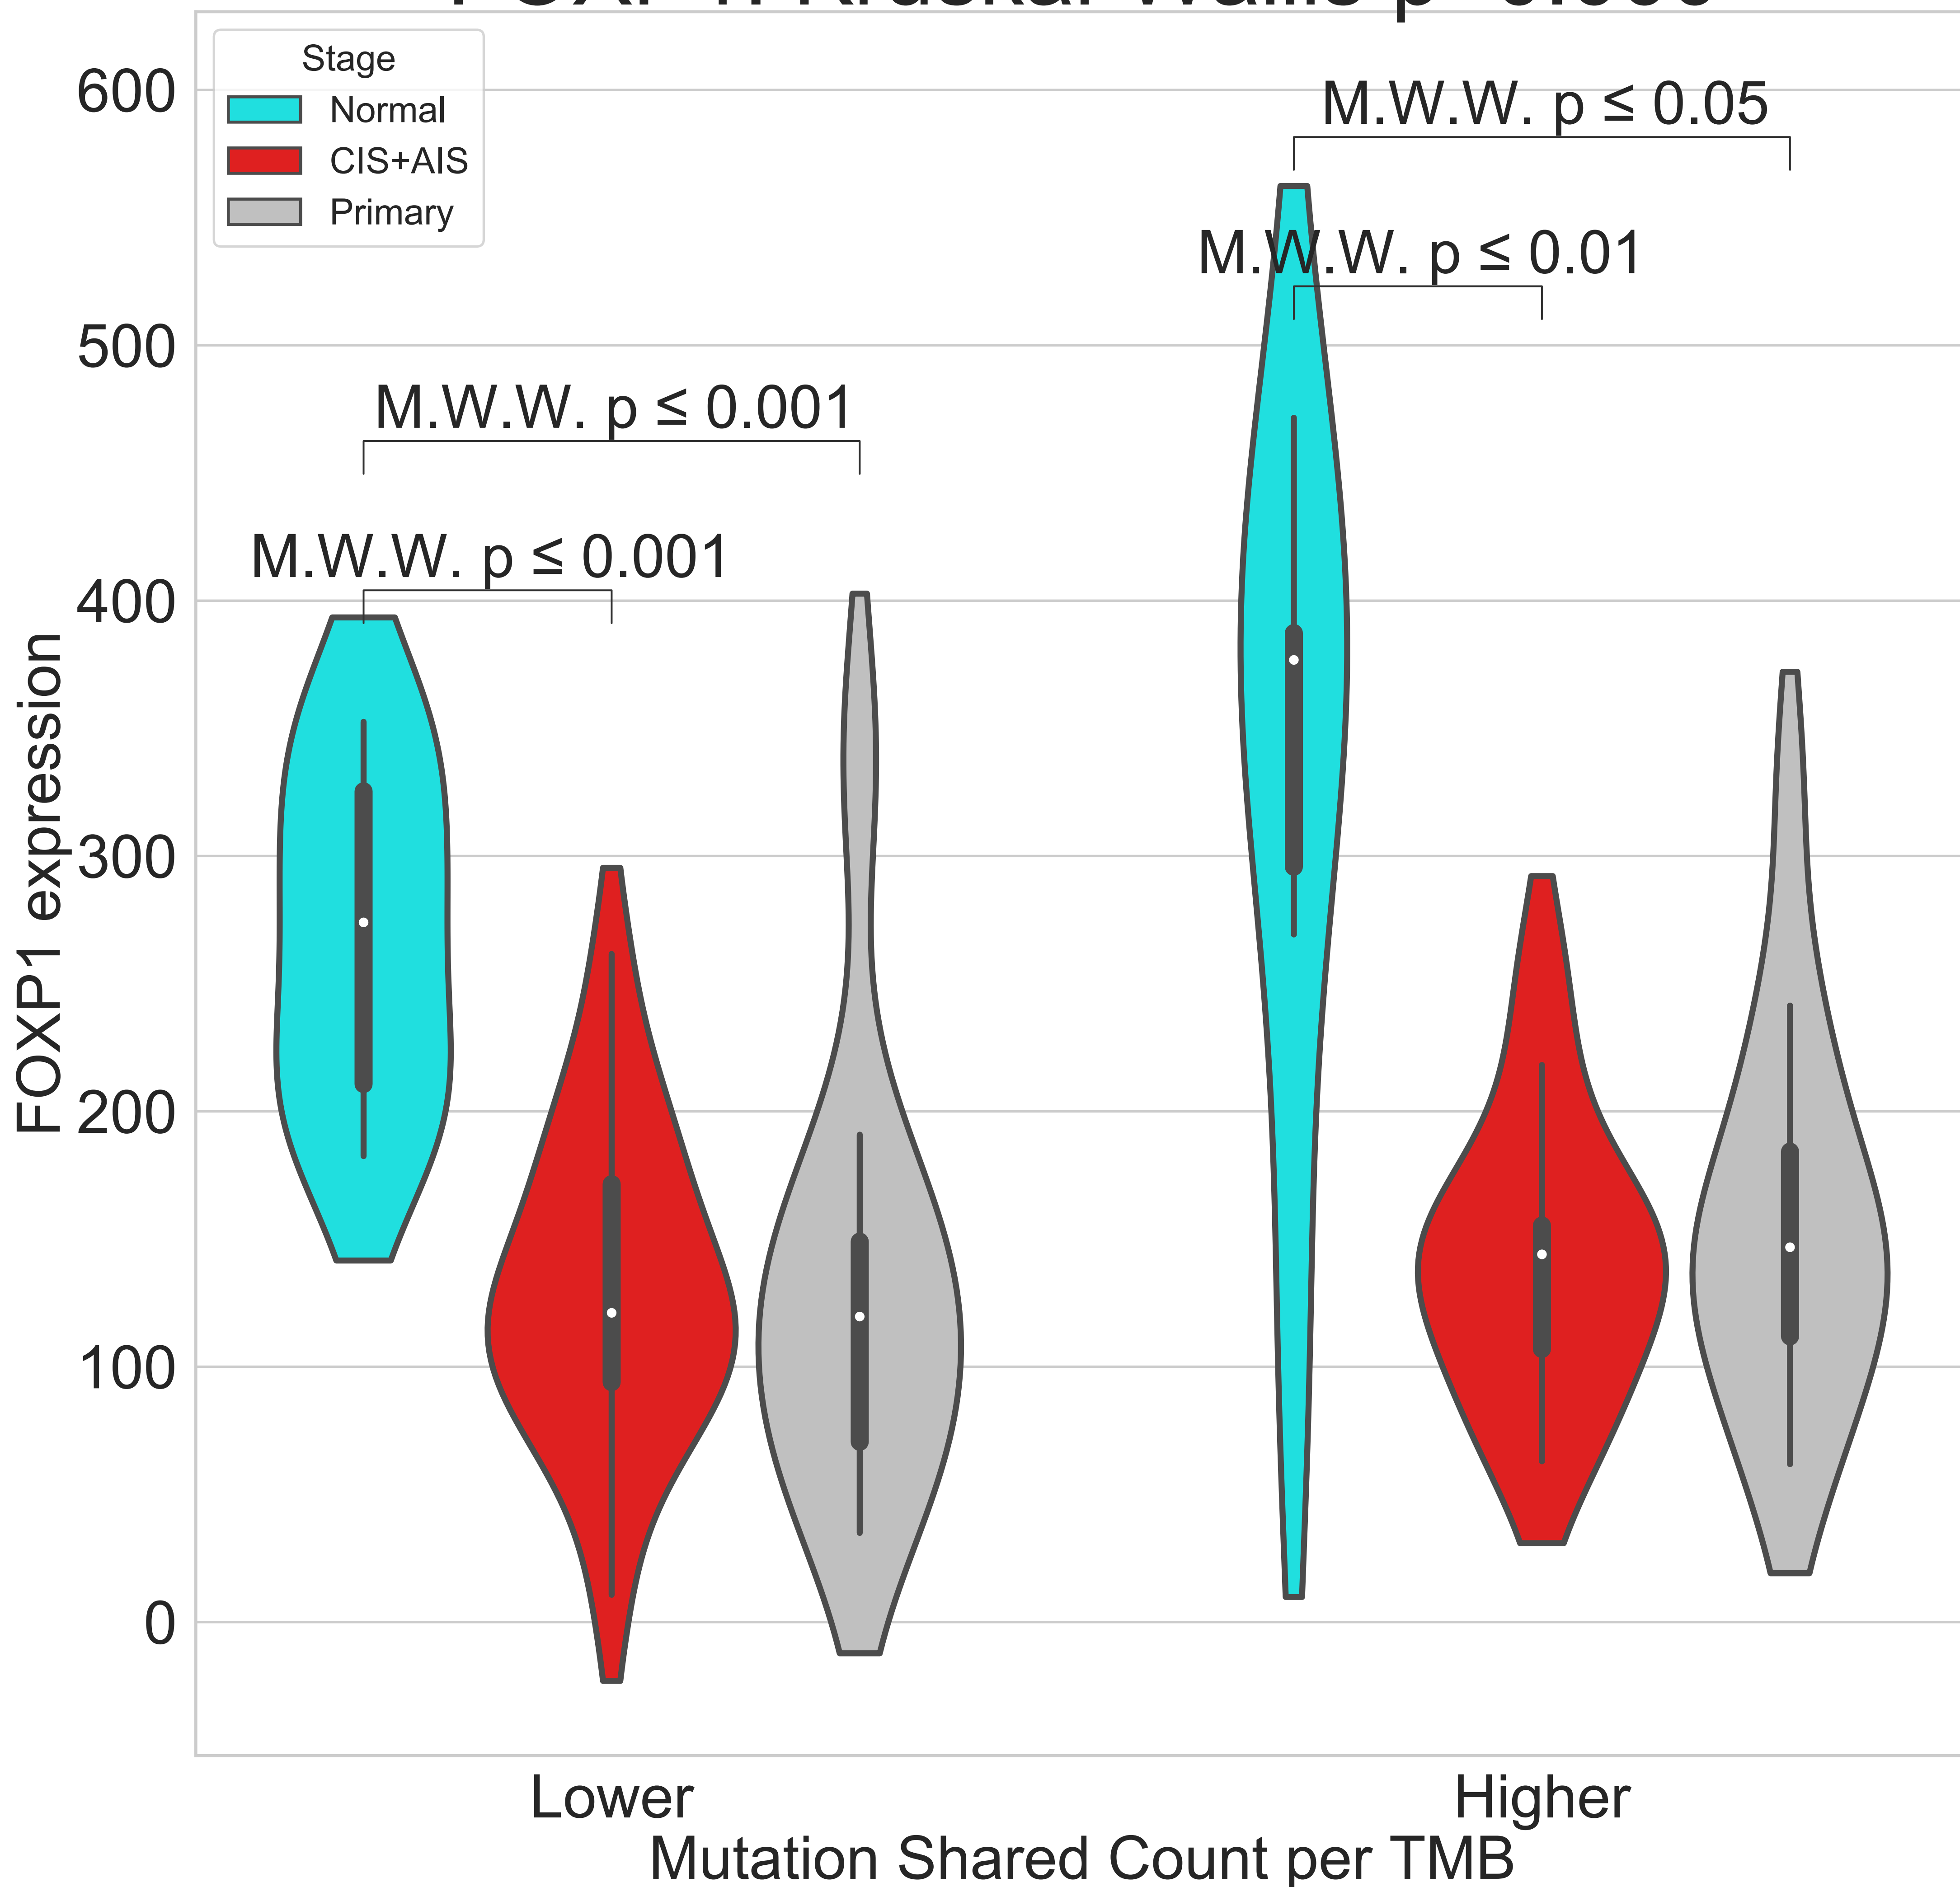 Stage
Normal
CIS+AIS
Primary
M.W.W. p ≤ 0.05
M.W.W. p ≤ 0.01
M.W.W. p ≤ 0.001
M.W.W. p ≤ 0.001
FOXP1 expression
600
500
400
300
200
100
0
Lower
Higher
Mutation Shared Count per TMB